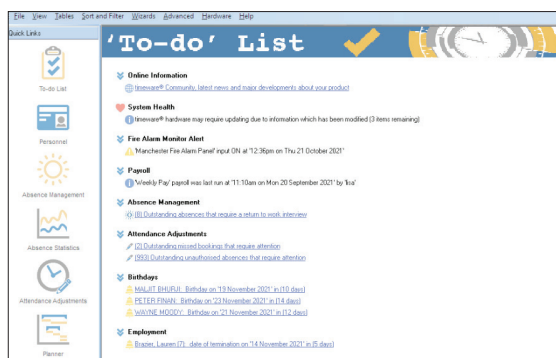 File View Tables Sort and Filter Wizards Advanced Hardware Help
Quick Links
'To-do' List
To-do List
Personnel
Absence Management
Absence Statistics
Attendance Adjustments
Planner
Online Information
timeware® Community, latest news and major developments about your product
System Health
timeware® hardware may require updating due to information which has been modified (3 items remaining)
Fire Alarm Monitor Alert
'Manchester Fire Alarm Panel' input ON at '12:36pm on Thu 21 October 2021'
Payroll
'Weekly Pay' payroll was last run at '11:10am on Mon 20 September 2021' by 'lisa'
Absence Management
(8) Outstanding absences that require a return to work interview
Attendance Adjustments
(2) Outstanding missed bookings that require attention
(993) Outstanding unauthorised absences that require attention
Birthdays
MALJIT BHUFUI: Birthday on '19 November 2021' in (10 days)
PETER FINAN: Birthday on '23 November 2021' in (14 days)
WAYNE MOODY: Birthday on '21 November 2021' in (12 days)
Employment
Brazier, Lauren (7): date of termination on '14 November 2021' in (5 days)